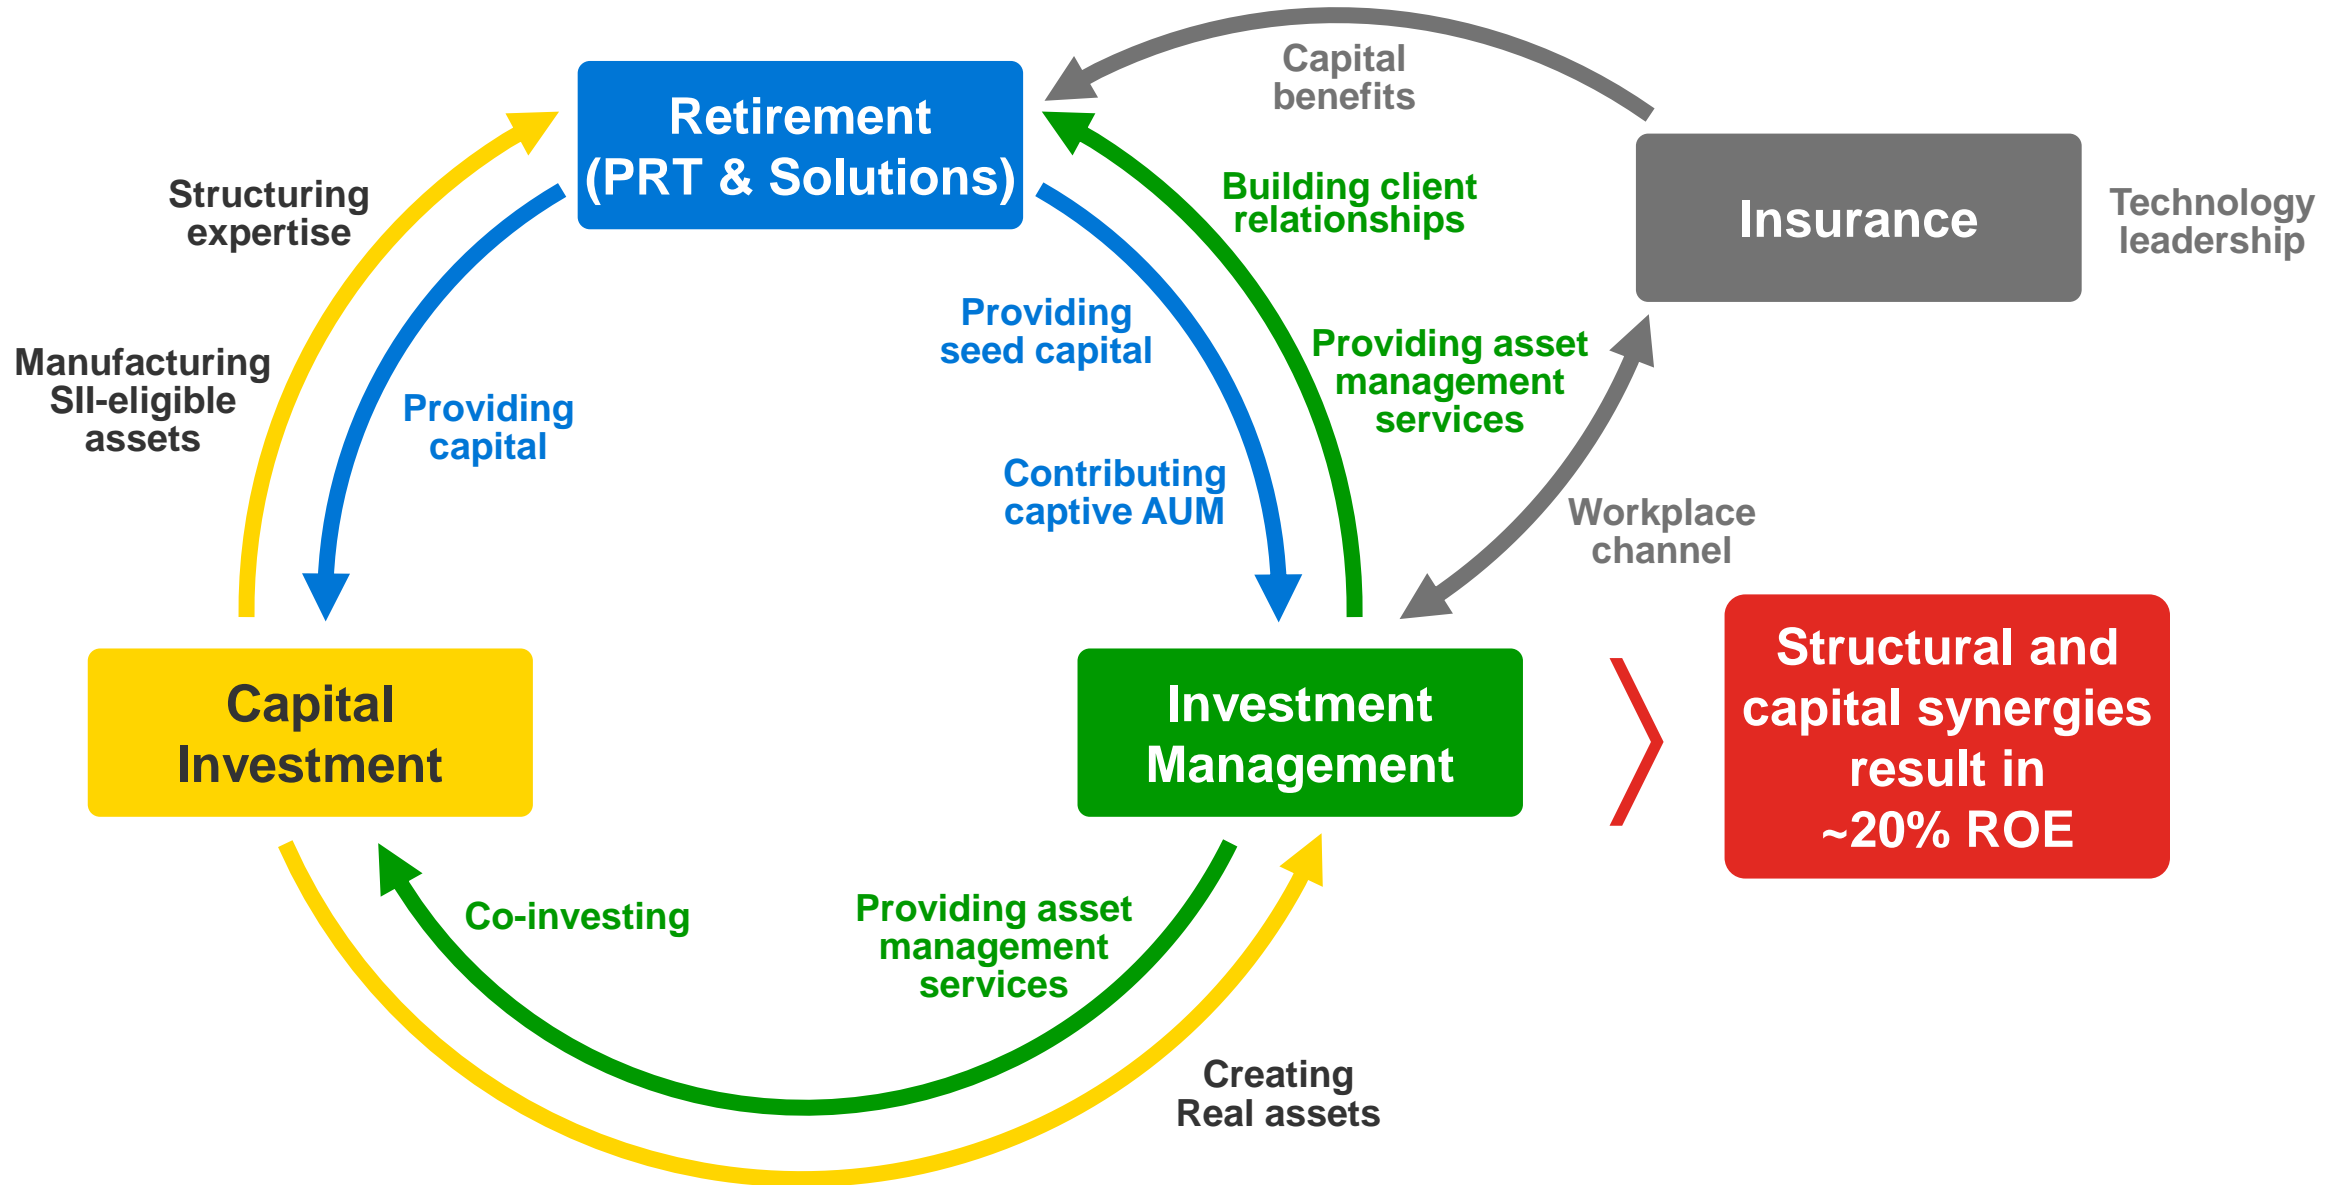 Capital
benefits
Retirement
(PRT & Solutions)
Structuring
expertise
Building client
relationships
Insurance
Technology
leadership
Providing
seed capital
Providing asset
management
services
Manufacturing
SII-eligible
assets
Providing
capital
Contributing
captive AUM
Workplace
channel
Capital
Investment
Investment
Management
Structural and
capital synergies
result in
~20% ROE
Co-investing
Providing asset
management
services
Creating
Real assets